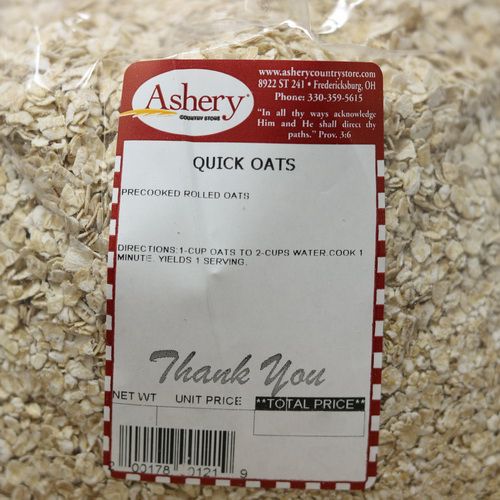 Ashery
COUNTRY STORE
www.asherycountrystore.com
8922 ST 241 • Fredericksburg, OH
Phone: 330-359-5615
"In all thy ways acknowledge
Him and He shall direct thy
paths." Prov. 3:6
QUICK OATS
PRECOOKED ROLLED OATS
DIRECTIONS:1-CUP OATS TO 2-CUPS WATER.COOK 1
MINUTE. YIELDS 1 SERVING.
Thank You
NET WT UNIT PRICE **TOTAL PRICE**
00178 0121 9